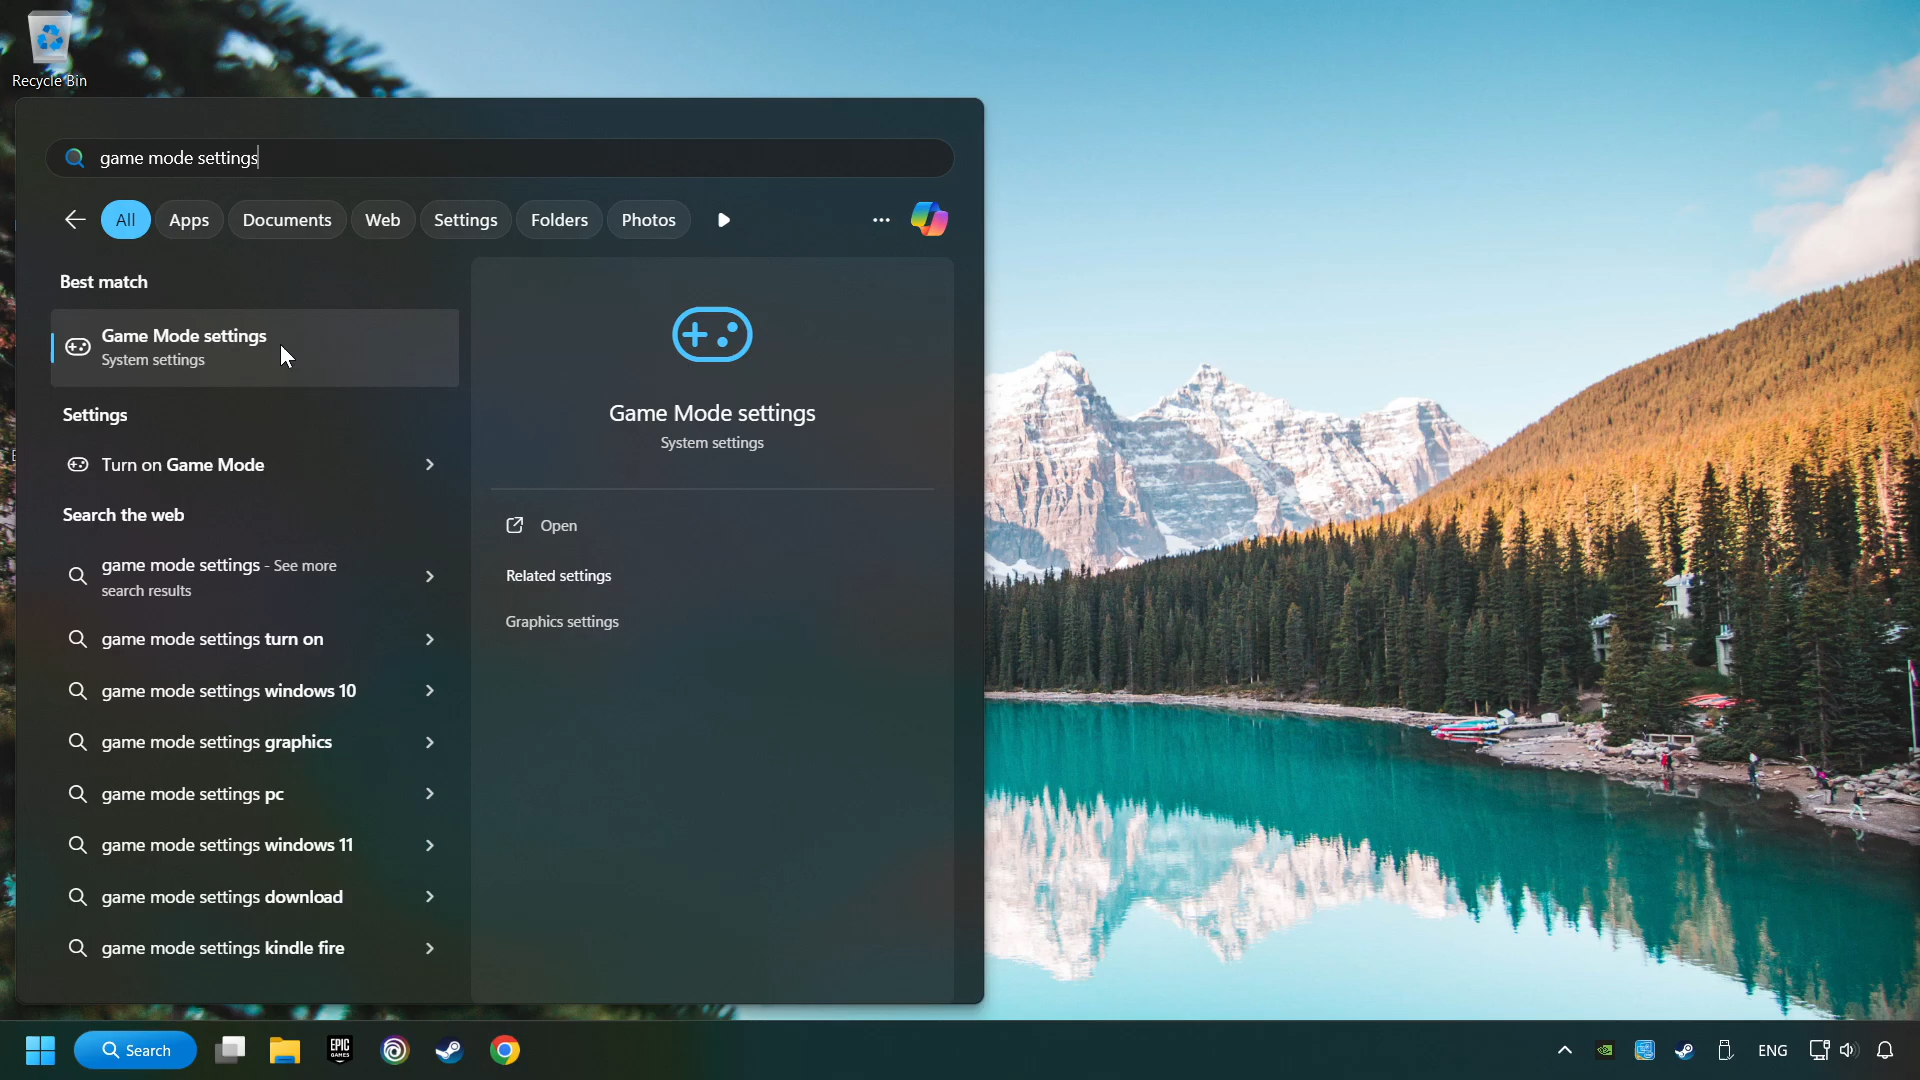 Recycle Bin
game mode settings
All
Apps
Documents
Web
Settings
Folders
Photos
Best match
Game Mode settings
System settings
Settings
Turn on Game Mode
Search the web
game mode settings - See more
search results
game mode settings turn on
game mode settings windows 10
game mode settings graphics
game mode settings pc
game mode settings windows 11
game mode settings download
game mode settings kindle fire
Game Mode settings
System settings
Open
Related settings
Graphics settings
Search
EPIC
GAMES
ENG